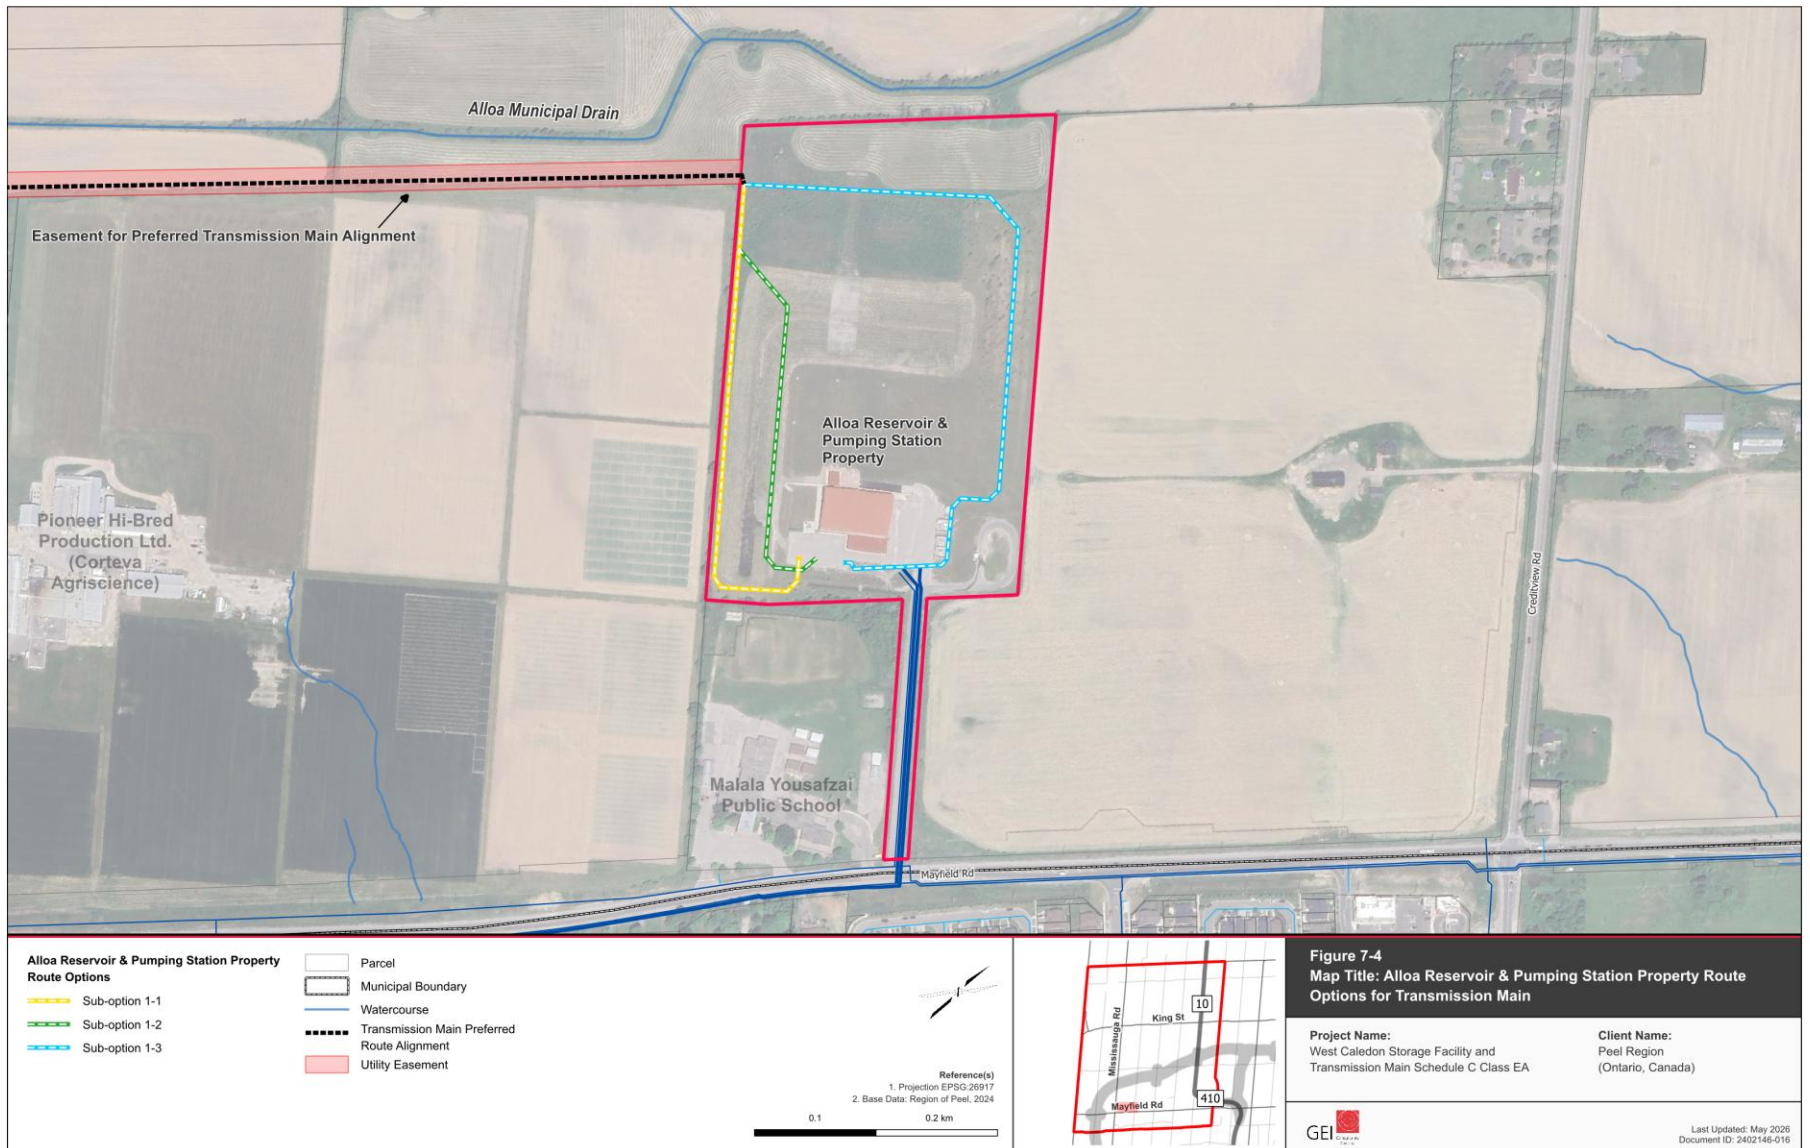 Alloa Municipal Drain
Easement for Preferred Transmission Main Alignment
Alloa Reservoir &
Pumping Station
Property
Pioneer Hi-Bred
Production Ltd.
(Corteva
Agriscience)
Creditview Rd
Malala Yousafzai
Public School
Mayfield Rd
Alloa Reservoir & Pumping Station Property
Route Options
Sub-option 1-1
Sub-option 1-2
Sub-option 1-3
Parcel
Municipal Boundary
Watercourse
Transmission Main Preferred
Route Alignment
Utility Easement
Reference(s)
1. Projection EPSG:26917
2. Base Data: Region of Peel, 2024
0.1
0.2 km
10
King St
Mississauga Rd
Mayfield Rd
410
Figure 7-4
Map Title: Alloa Reservoir & Pumping Station Property Route
Options for Transmission Main
Project Name:
West Caledon Storage Facility and
Transmission Main Schedule C Class EA
Client Name:
Peel Region
(Ontario, Canada)
GEI
Last Updated: May 2026
Document ID: 2402146-016